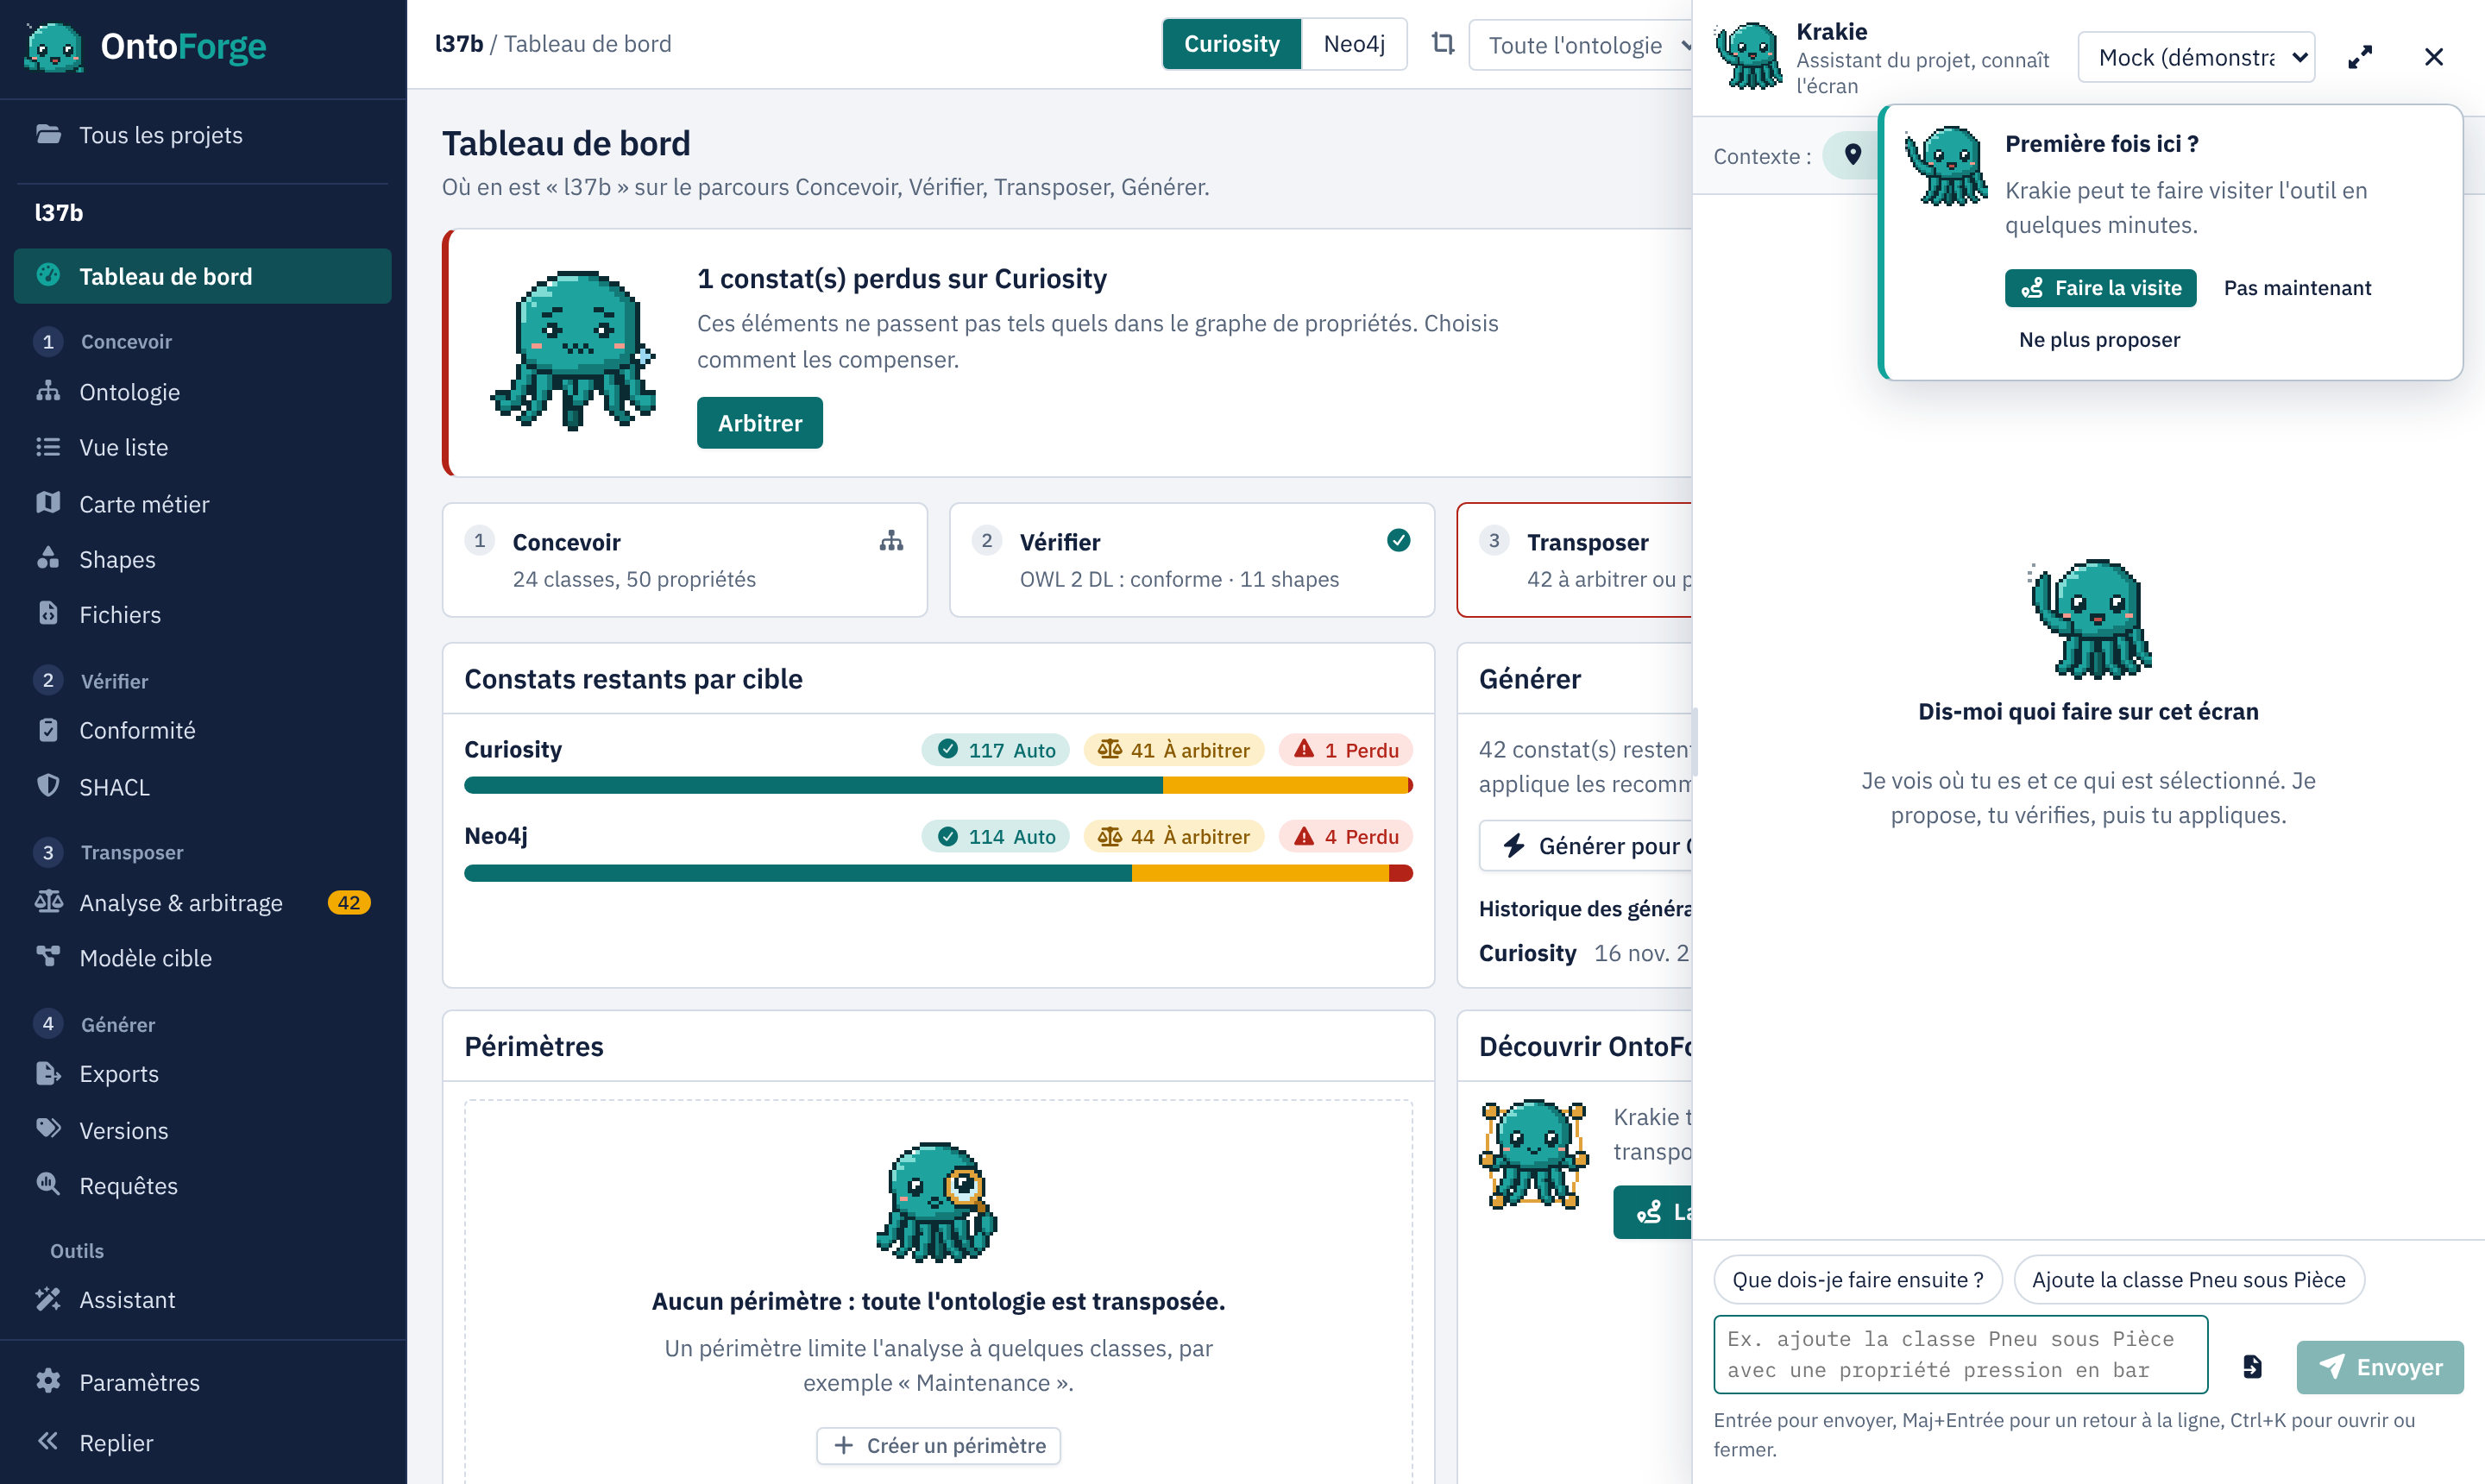 OntoForge
Tous les projets
l37b
Tableau de bord
1 Concevoir
Ontologie
Vue liste
Carte métier
Shapes
Fichiers
2 Vérifier
Conformité
SHACL
3 Transposer
Analyse & arbitrage 42
Modèle cible
4 Générer
Exports
Versions
Requêtes
Outils
Assistant
Paramètres
Replier
l37b / Tableau de bord
Curiosity Neo4j Toute l'ontologie
Tableau de bord
Où en est « l37b » sur le parcours Concevoir, Vérifier, Transposer, Générer.
1 constat(s) perdus sur Curiosity
Ces éléments ne passent pas tels quels dans le graphe de propriétés. Choisis
comment les compenser.
Arbitrer
1 Concevoir
24 classes, 50 propriétés
2 Vérifier
OWL 2 DL : conforme · 11 shapes
3 Transposer
42 à arbitrer ou p
Constats restants par cible
Curiosity 117 Auto 41 À arbitrer 1 Perdu
Neo4j 114 Auto 44 À arbitrer 4 Perdu
Générer
42 constat(s) resten
applique les recomm
Générer pour
Historique des généra
Curiosity 16 nov. 2
Périmètres
Aucun périmètre : toute l'ontologie est transposée.
Un périmètre limite l'analyse à quelques classes, par
exemple « Maintenance ».
Créer un périmètre
Découvrir OntoFo
Krakie t
transpo
La
Krakie
Assistant du projet, connaît
l'écran
Mock (démonstra
Contexte :
Première fois ici ?
Krakie peut te faire visiter l'outil en
quelques minutes.
Faire la visite Pas maintenant
Ne plus proposer
Dis-moi quoi faire sur cet écran
Je vois où tu es et ce qui est sélectionné. Je
propose, tu vérifies, puis tu appliques.
Que dois-je faire ensuite ? Ajoute la classe Pneu sous Pièce
Ex. ajoute la classe Pneu sous Pièce
avec une propriété pression en bar
Envoyer
Entrée pour envoyer, Maj+Entrée pour un retour à la ligne, Ctrl+K pour ouvrir ou
fermer.